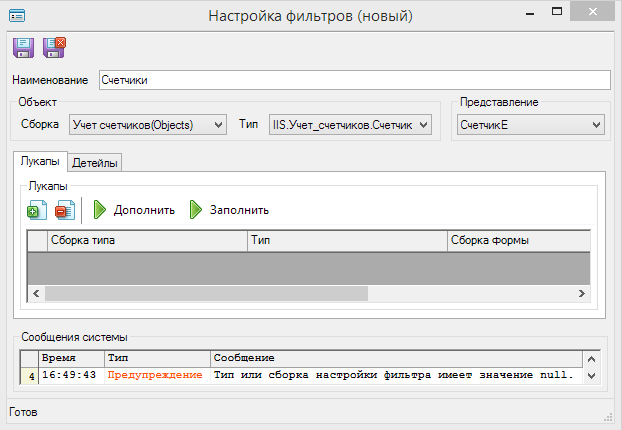 Настройка фильтров (новый)
Наименование Счетчики
Объект Представление
Сборка Учет счетчиков(Objects) Тип IIS.Учет_счетчиков.Счетчик СчетчикE
Лукапы Детейлы
Лукапы
Дополнить Заполнить
Сборка типа Тип Сборка формы
Сообщения системы
Время Тип Сообщение
4 16:49:43 Предупреждение Тип или сборка настройки фильтра имеет значение null.
Готов